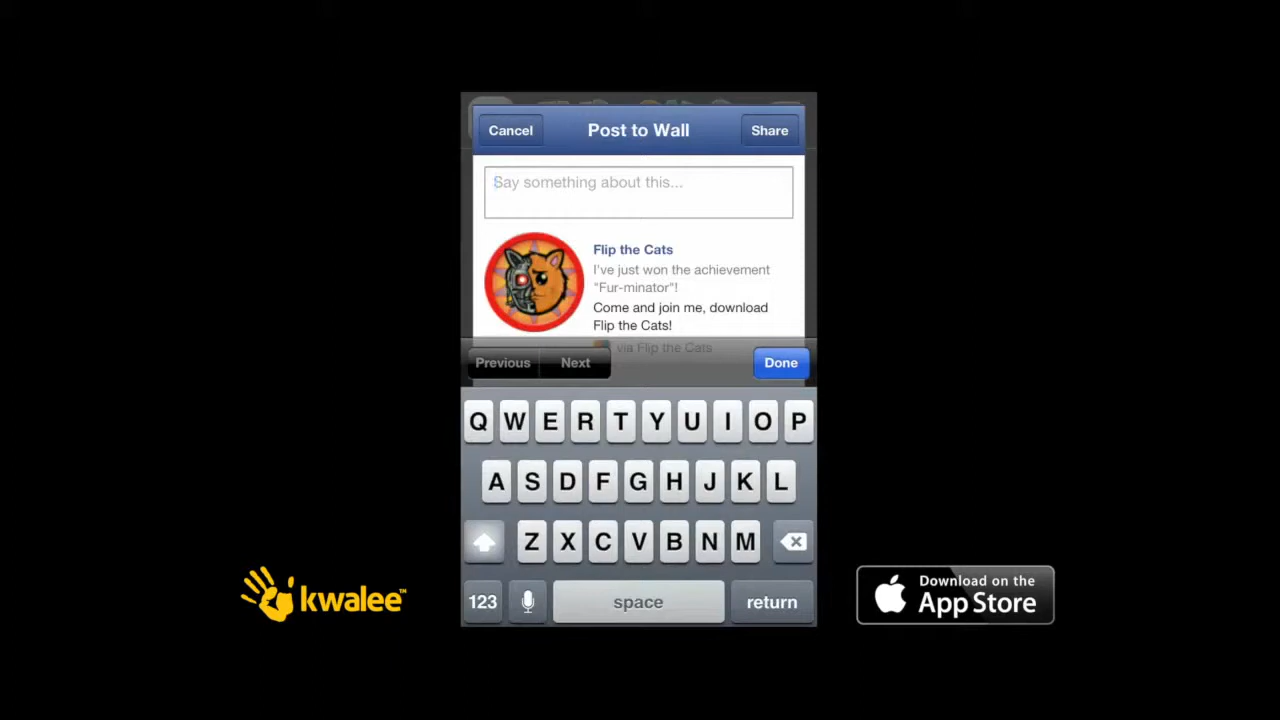 Cancel
Post to Wall
Share
Say something about this...
Flip the Cats
I've just won the achievement
"Fur-minator"!
Come and join me, download
Flip the Cats!
via Flip the Cats
Previous
Next
Done
Q W E R T Y U I O P
A S D F G H J K L
Z X C V B N M
123
space
return
kwalee™
Download on the
App Store